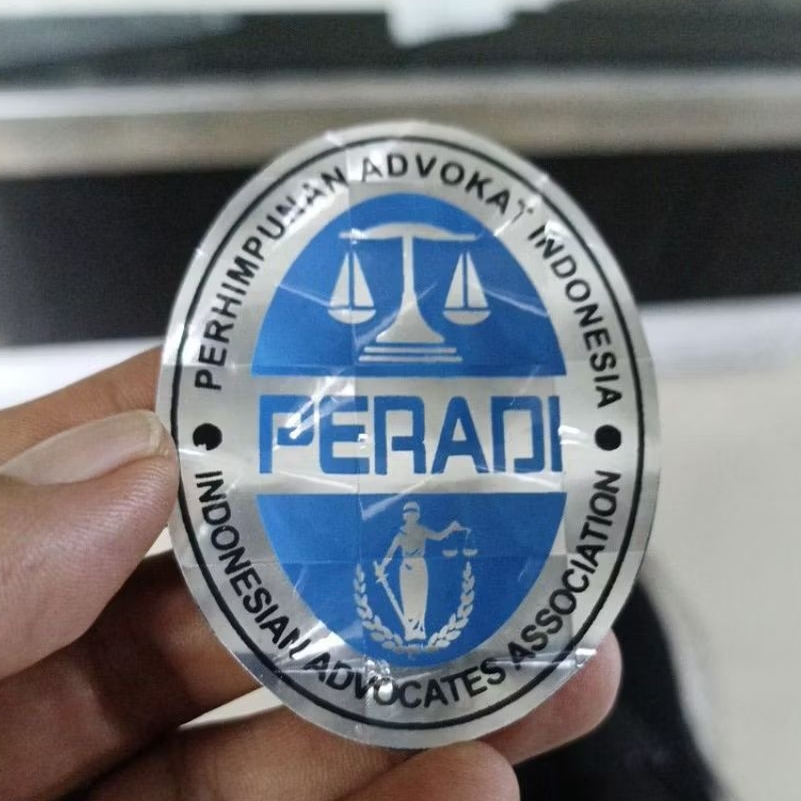 PERHIMPUNAN ADVOKAT INDONESIA
PERADI
INDONESIAN ADVOCATES ASSOCIATION